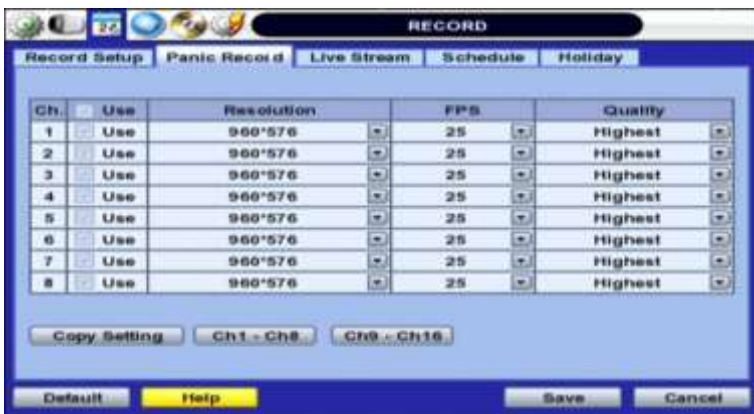 RECORD
Record Setup Panic Record Live Stream Schedule Holiday
Ch. Use Resolution FPS Quality
1 Use 960*576 25 Highest
2 Use 960*576 25 Highest
3 Use 960*576 25 Highest
4 Use 960*576 25 Highest
5 Use 960*576 25 Highest
6 Use 960*576 25 Highest
7 Use 960*576 25 Highest
8 Use 960*576 25 Highest
Copy Setting Ch1 - Ch8 Ch9 - Ch16
Default Help Save Cancel